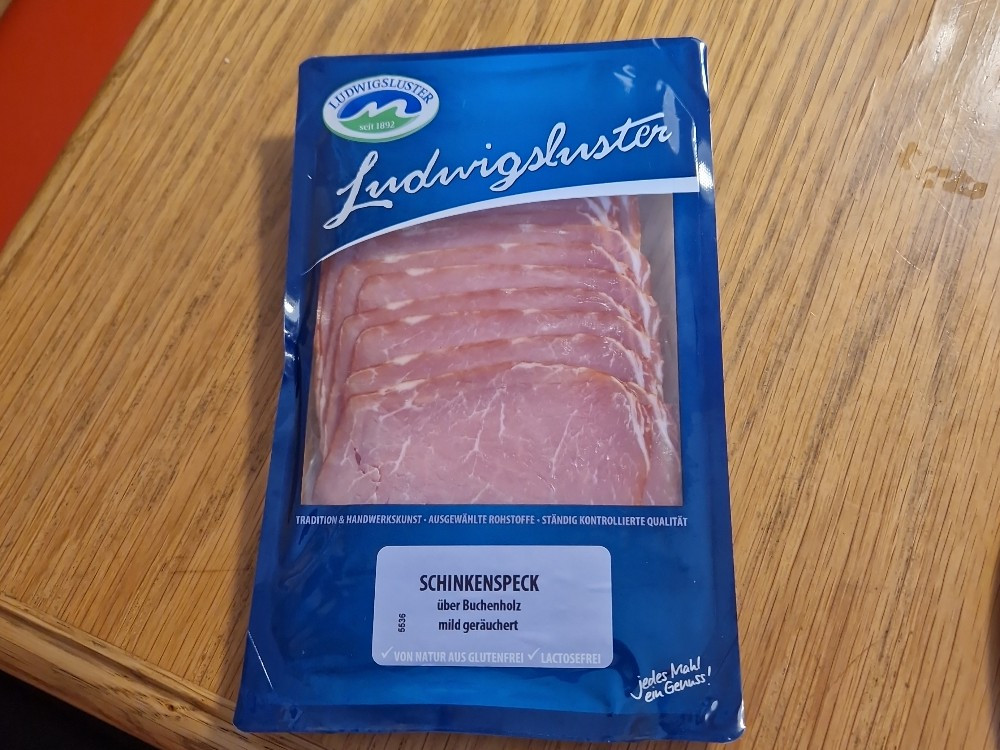 LUDWIGSLUSTER
seit 1892
Ludwigsluster
TRADITION & HANDWERKSKUNST · AUSGEWÄHLTE ROHSTOFFE · STÄNDIG KONTROLLIERTE QUALITÄT
SCHINKENSPECK
über Buchenholz
mild geräuchert
5536
✓ VON NATUR AUS GLUTENFREI ✓ LACTOSEFREI
jedes Mahl
ein Genuss!